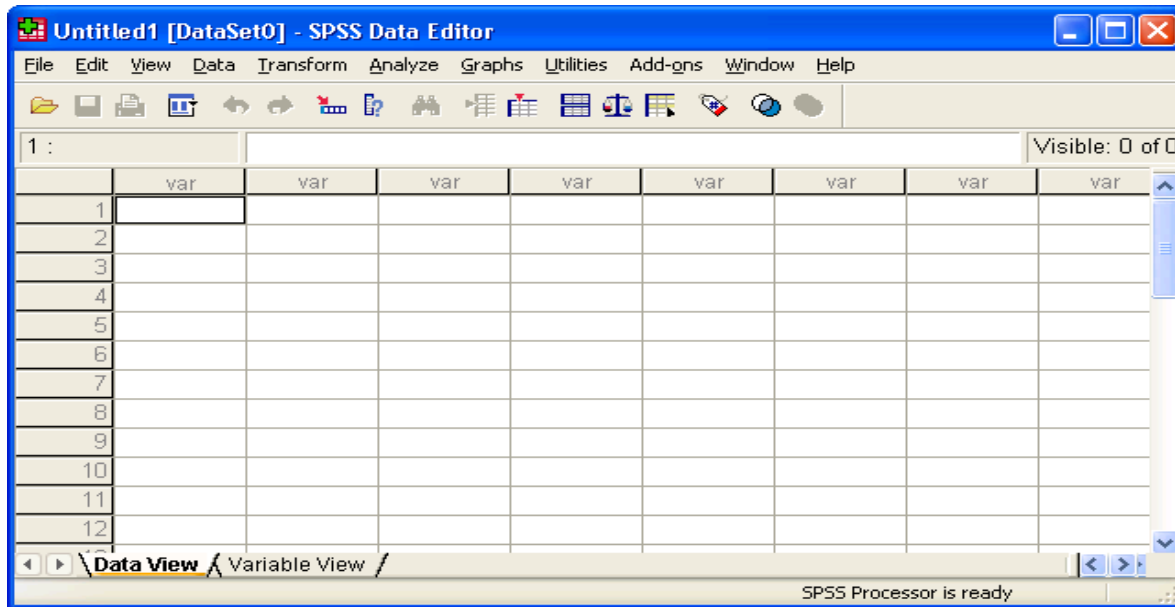 Untitled1 [DataSet0] - SPSS Data Editor
File Edit View Data Transform Analyze Graphs Utilities Add-ons Window Help
1 : Visible: 0 of 0
var var var var var var var var
1
2
3
4
5
6
7
8
9
10
11
12
Data View Variable View
SPSS Processor is ready